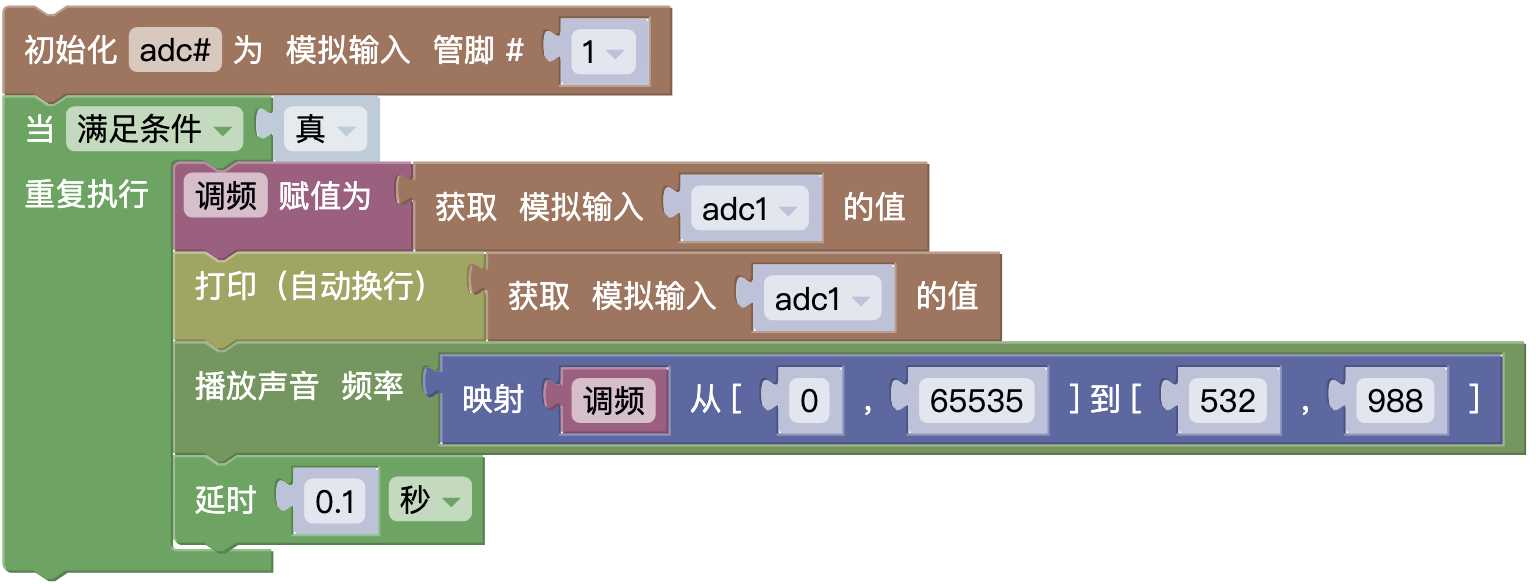 初始化 adc# 为 模拟输入 管脚 # 1
当 满足条件 真
重复执行 调频 赋值为 获取 模拟输入 adc1 的值
打印（自动换行） 获取 模拟输入 adc1 的值
播放声音 频率 映射 调频 从 [ 0 , 65535 ] 到 [ 532 , 988 ]
延时 0.1 秒